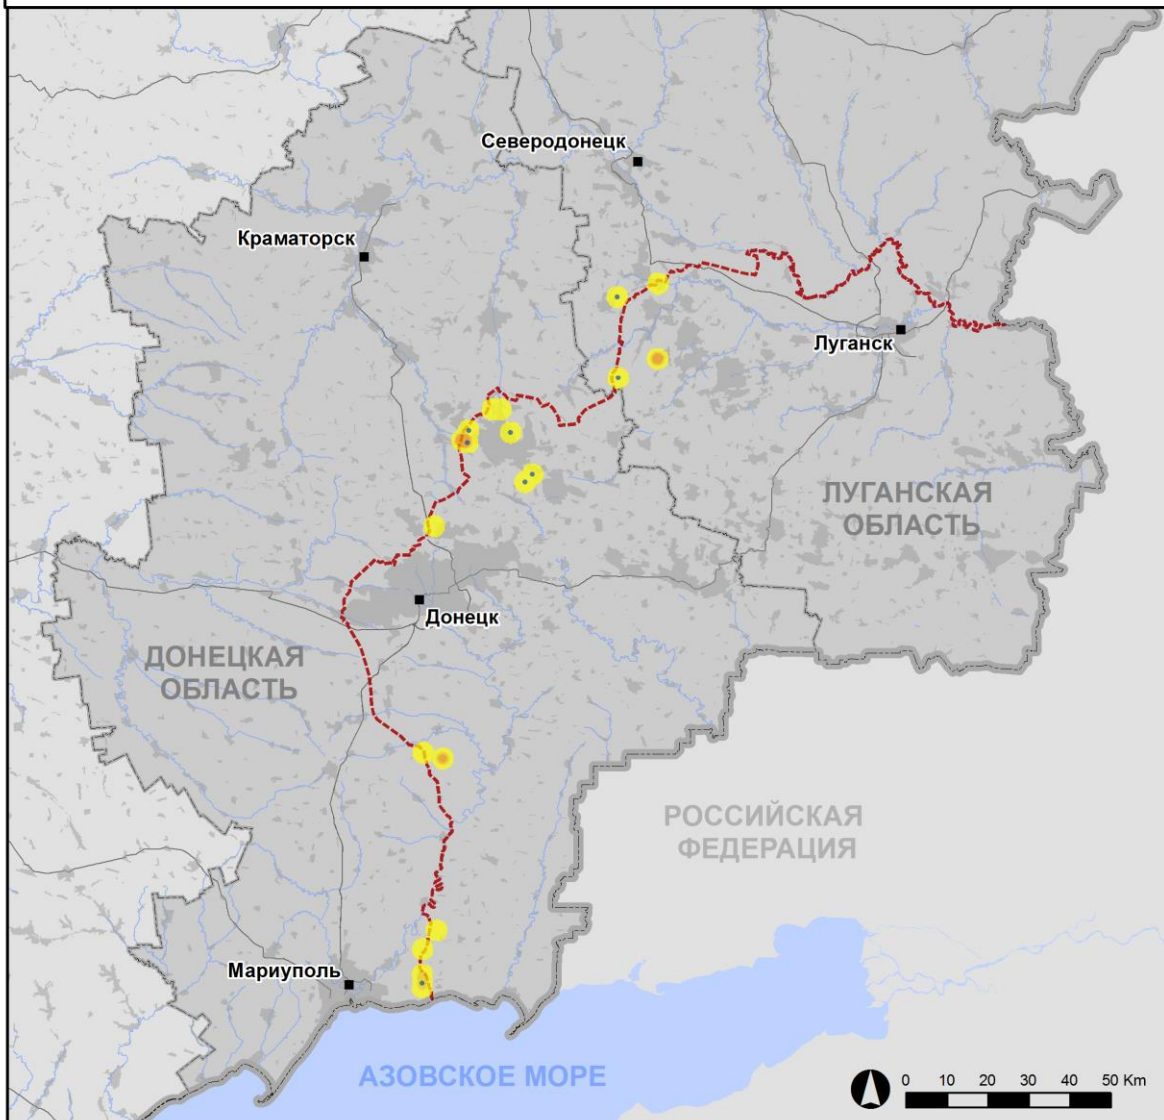 Северодонецк
Краматорск
Луганск
ЛУГАНСКАЯ
ОБЛАСТЬ
Донецк
ДОНЕЦКАЯ
ОБЛАСТЬ
РОССИЙСКАЯ
ФЕДЕРАЦИЯ
Мариуполь
АЗОВСКОЕ МОРЕ
0 10 20 30 40 50 Km